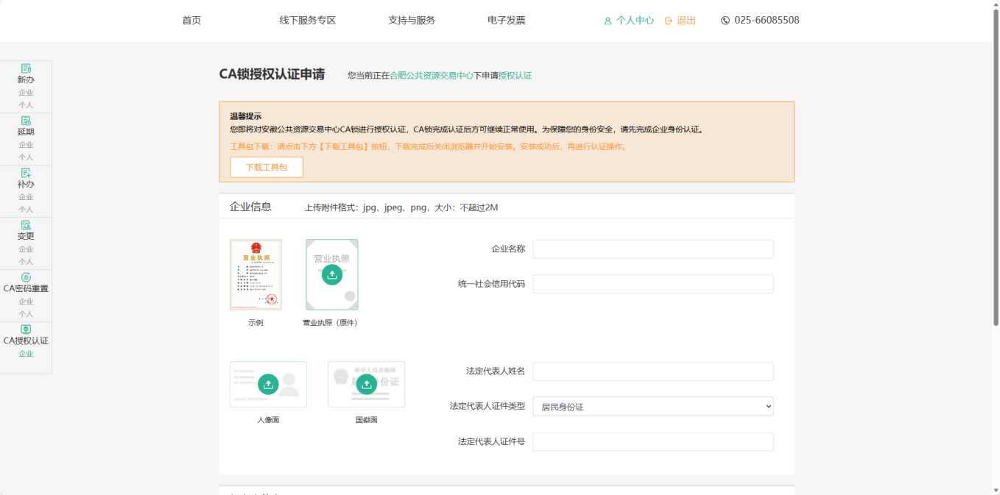 首页 线下服务专区 支持与服务 电子发票 个人中心 退出 025-66085508
新办
企业
个人
延期
企业
个人
补办
企业
个人
变更
企业
个人
CA密码重置
企业
个人
CA授权认证
企业
CA锁授权认证申请 您当前正在合肥公共资源交易中心下申请授权认证
温馨提示
您即将对安徽公共资源交易中心CA锁进行授权认证，CA锁完成认证后方可继续正常使用。为保障您的身份安全，请先完成企业身份认证。
工具包下载：请点击下方【下载工具包】按钮，下载完成后关闭浏览器并开始安装。安装成功后，再进行认证操作。
下载工具包
企业信息 上传附件格式：jpg、jpeg、png，大小：不超过2M
营业执照
营业执照
示例
营业执照（原件）
企业名称
统一社会信用代码
中华人民共和国
份证
人像面
国徽面
法定代表人姓名
法定代表人证件类型 居民身份证
法定代表人证件号